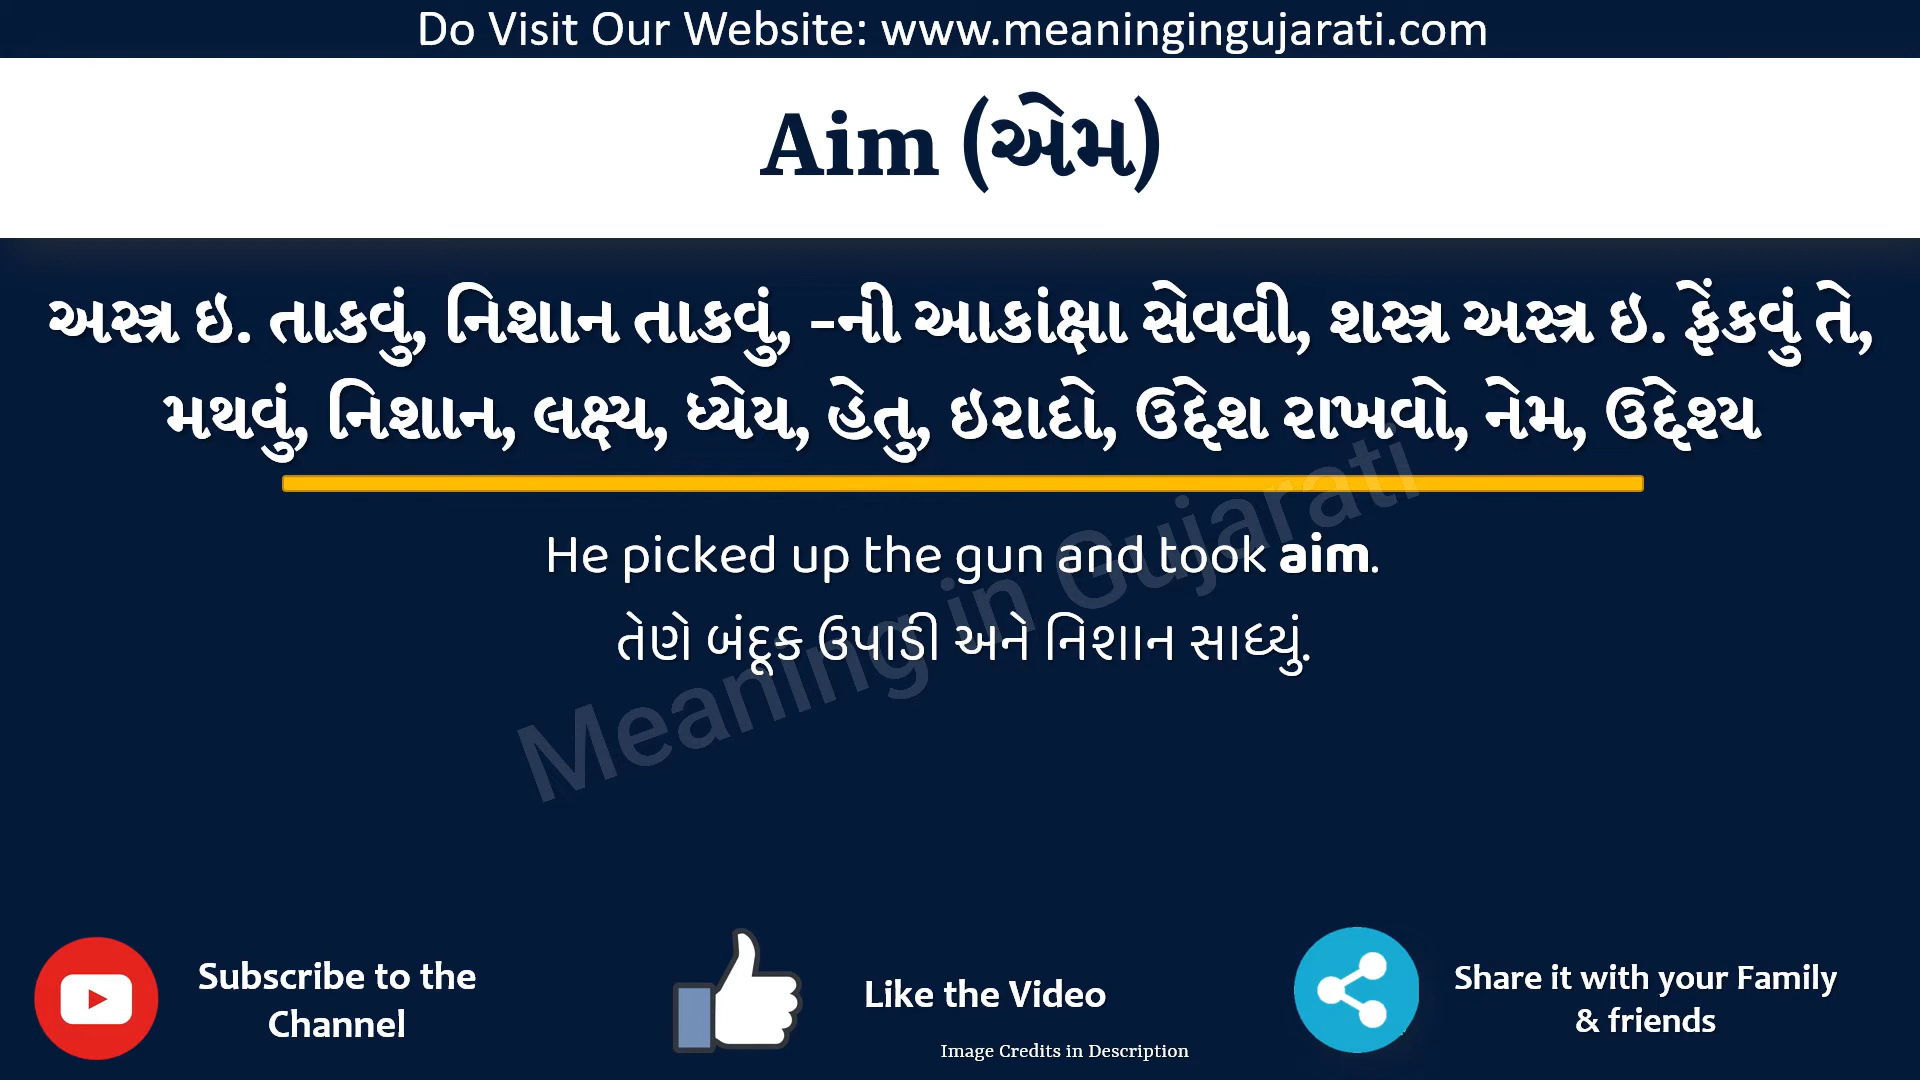 Do Visit Our Website: www.meaningingujarati.com
Aim (એમ)
અસ્ત્ર ઇ. તાકવું, નિશાન તાકવું, -ની આકાંક્ષા સેવવી, શસ્ત્ર અસ્ત્ર ઇ. ફેંકવું તે,
મથવું, નિશાન, લક્ષ્ય, ધ્યેય, હેતુ, ઇરાદો, ઉદ્દેશ રાખવો, નેમ, ઉદ્દેશ્ય
He picked up the gun and took aim.
તેણે બંદૂક ઉપાડી અને નિશાન સાધ્યું.
Meaning in Gujarati
Subscribe to the
Channel
Like the Video
Share it with your Family
& friends
Image Credits in Description